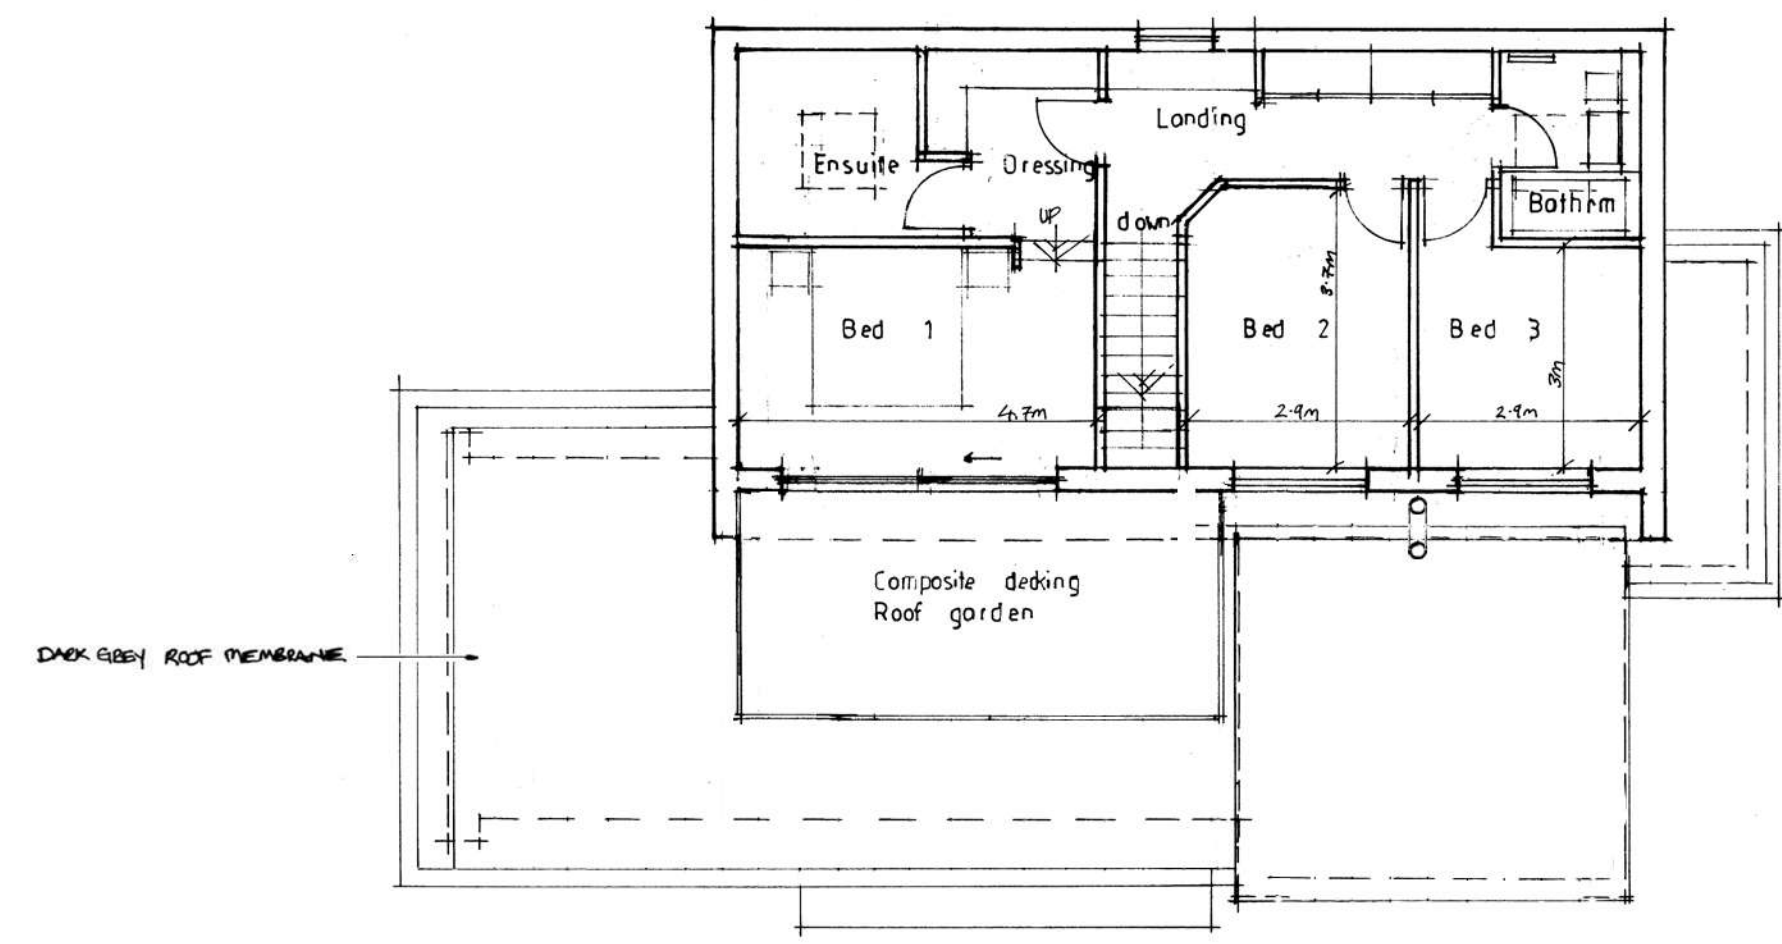 Landing
Ensuite
Dressing
UP
down
Bathrm
3.7m
Bed 1
Bed 2
Bed 3
3m
4.7m
2.9m
2.9m
Composite decking
Roof garden
DARK GREY ROOF MEMBRANE